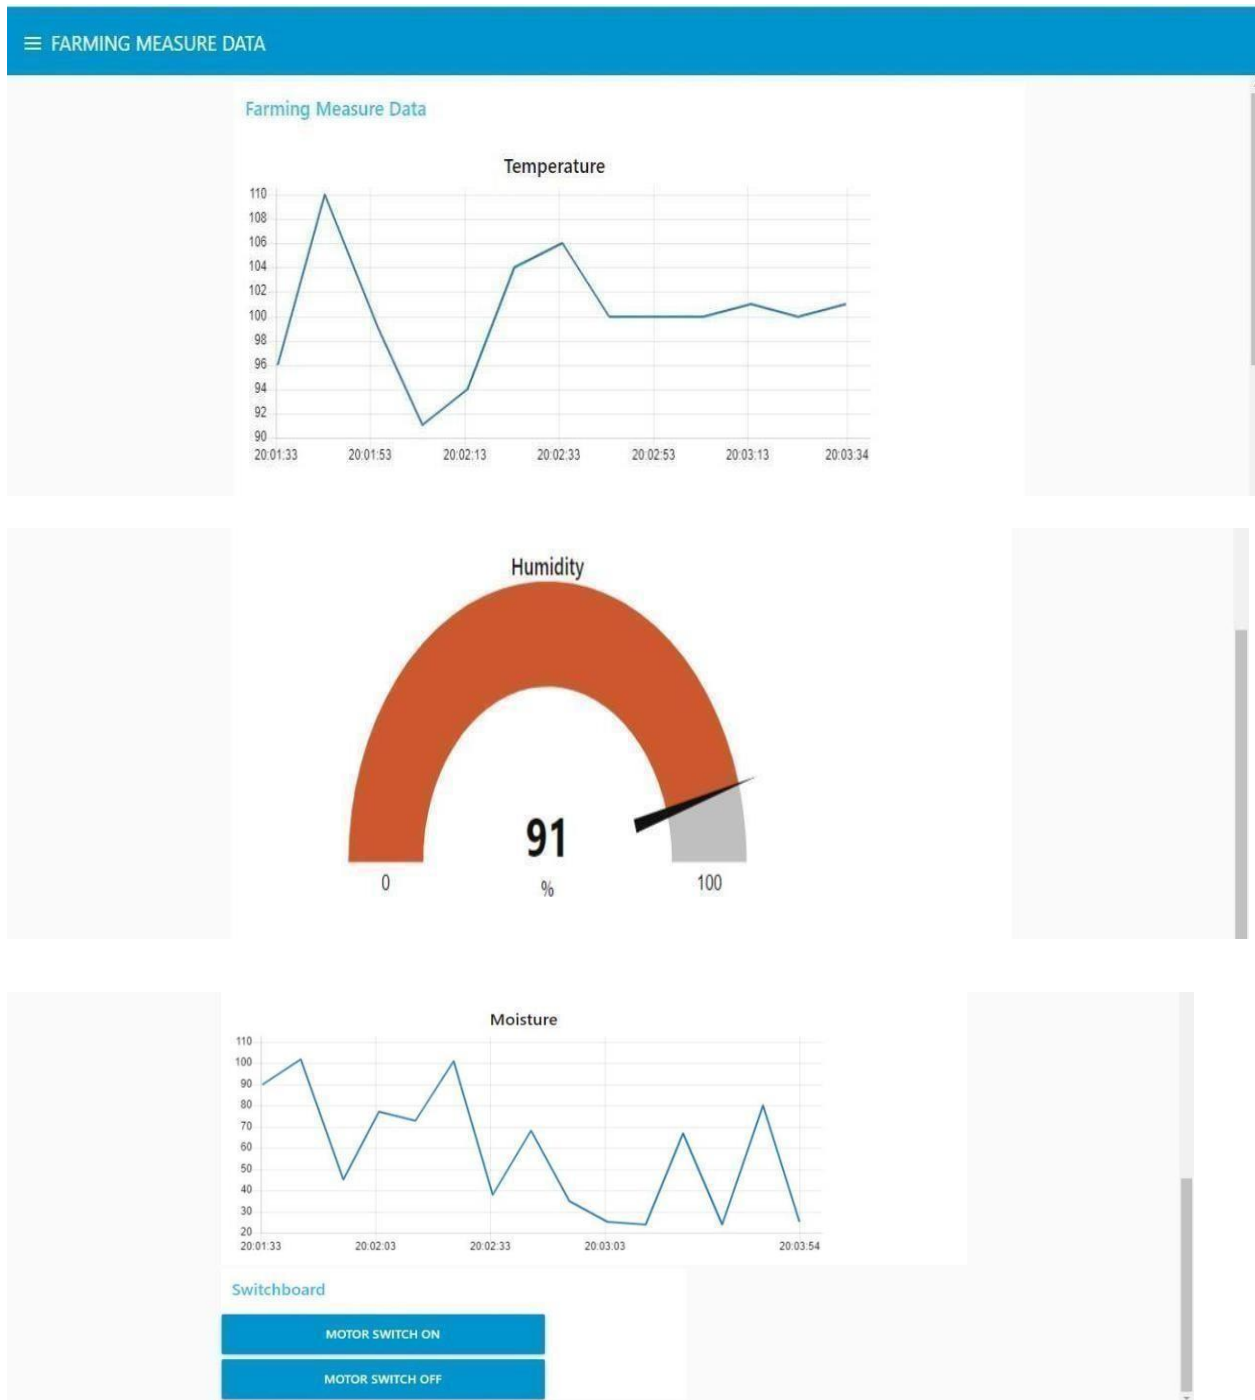 ☰ FARMING MEASURE DATA
Farming Measure Data
Temperature
110
108
106
104
102
100
98
96
94
92
90
20:01:33 20:01:53 20:02:13 20:02:33 20:02:53 20:03:13 20:03:34
Humidity
91
0 % 100
Moisture
110
100
90
80
70
60
50
40
30
20
20:01:33 20:02:03 20:02:33 20:03:03 20:03:54
Switchboard
MOTOR SWITCH ON
MOTOR SWITCH OFF